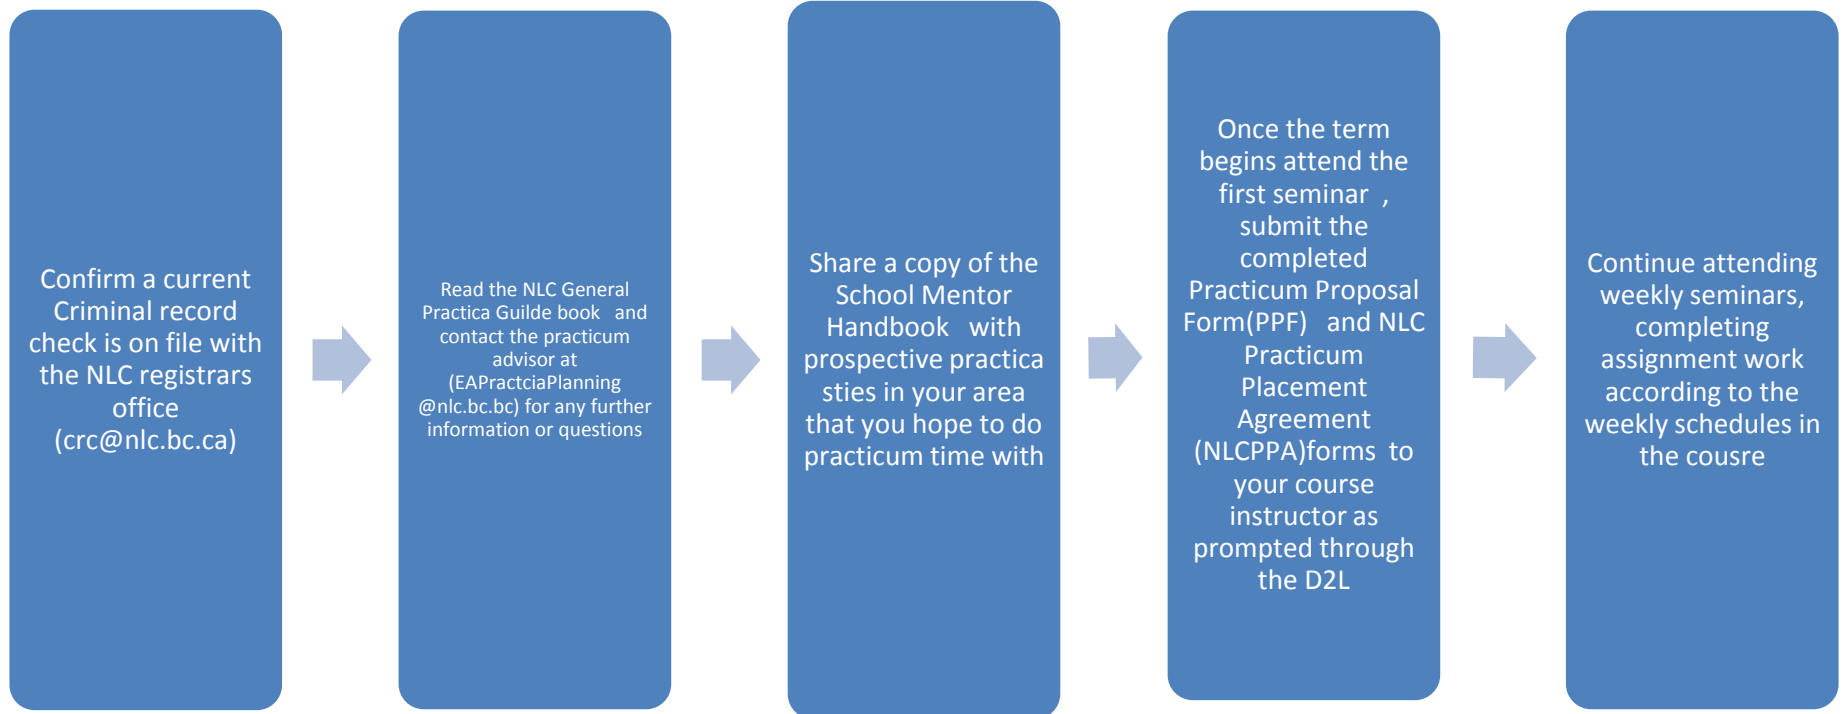 Confirm a current
Criminal record
check is on file with
the NLC registrars
office
(crc@nlc.bc.ca)
Read the NLC General
Practica Guilde book and
contact the practicum
advisor at
(EAPractciaPlanning
@nlc.bc.bc) for any further
information or questions
Share a copy of the
School Mentor
Handbook with
prospective practica
sties in your area
that you hope to do
practicum time with
Once the term
begins attend the
first seminar ,
submit the
completed
Practicum Proposal
Form(PPF) and NLC
Practicum
Placement
Agreement
(NLCPPA)forms to
your course
instructor as
prompted through
the D2L
Continue attending
weekly seminars,
completing
assignment work
according to the
weekly schedules in
the cousre